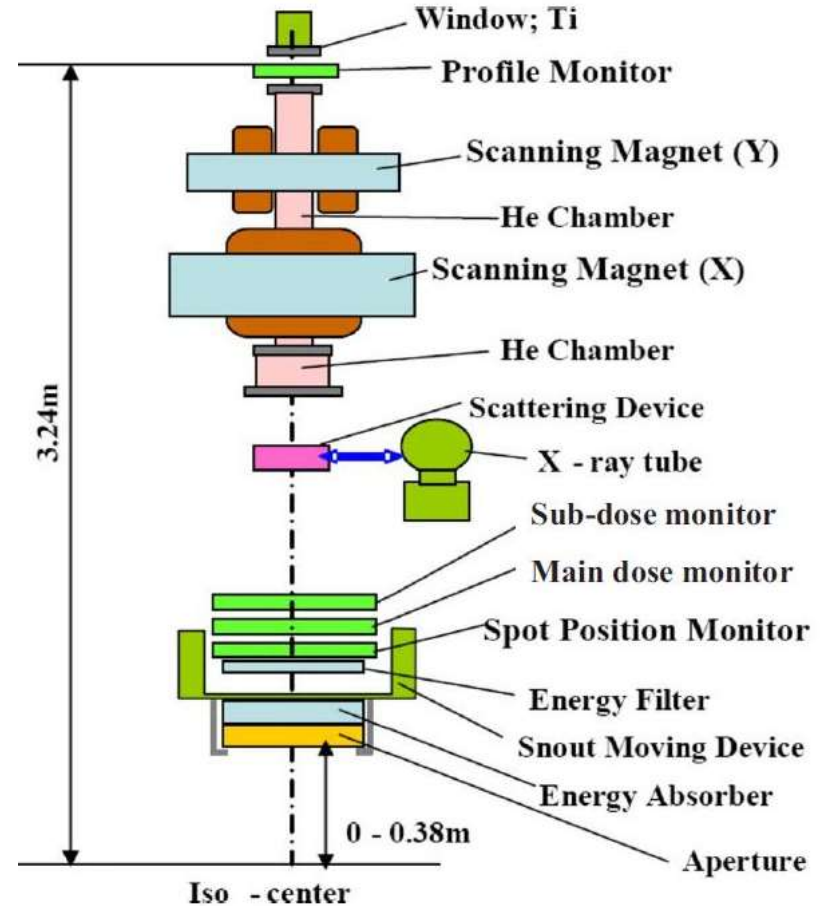 Window; Ti
Profile Monitor
Scanning Magnet (Y)
He Chamber
Scanning Magnet (X)
He Chamber
3.24m
Scattering Device
X - ray tube
Sub-dose monitor
Main dose monitor
Spot Position Monitor
Energy Filter
Snout Moving Device
Energy Absorber
0 - 0.38m
Aperture
Iso - center